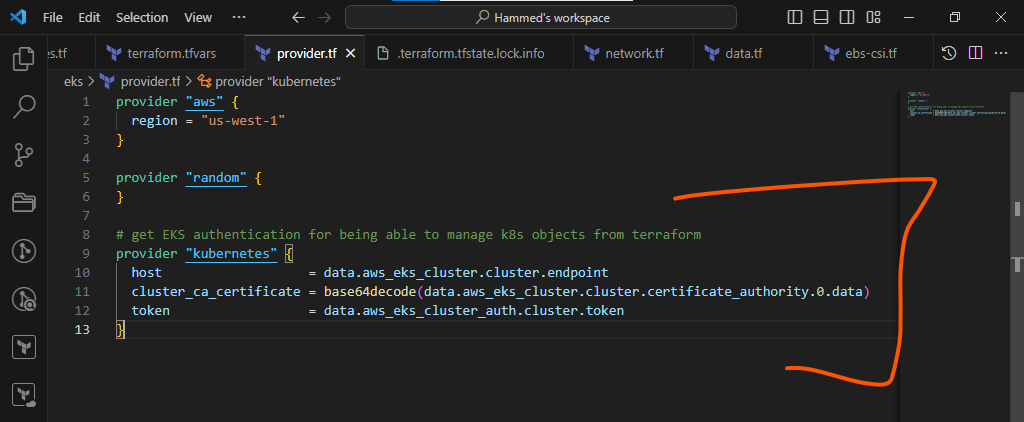 File Edit Selection View ··· Hammed's workspace
es.tf terraform.tfvars provider.tf .terraform.tfstate.lock.info network.tf data.tf ebs-csi.tf
eks > provider.tf > provider "kubernetes"
1 provider "aws" {
2 region = "us-west-1"
3 }
4
5 provider "random" {
6 }
7
8 # get EKS authentication for being able to manage k8s objects from terraform
9 provider "kubernetes" {
10 host = data.aws_eks_cluster.cluster.endpoint
11 cluster_ca_certificate = base64decode(data.aws_eks_cluster.cluster.certificate_authority.0.data)
12 token = data.aws_eks_cluster_auth.cluster.token
13 }